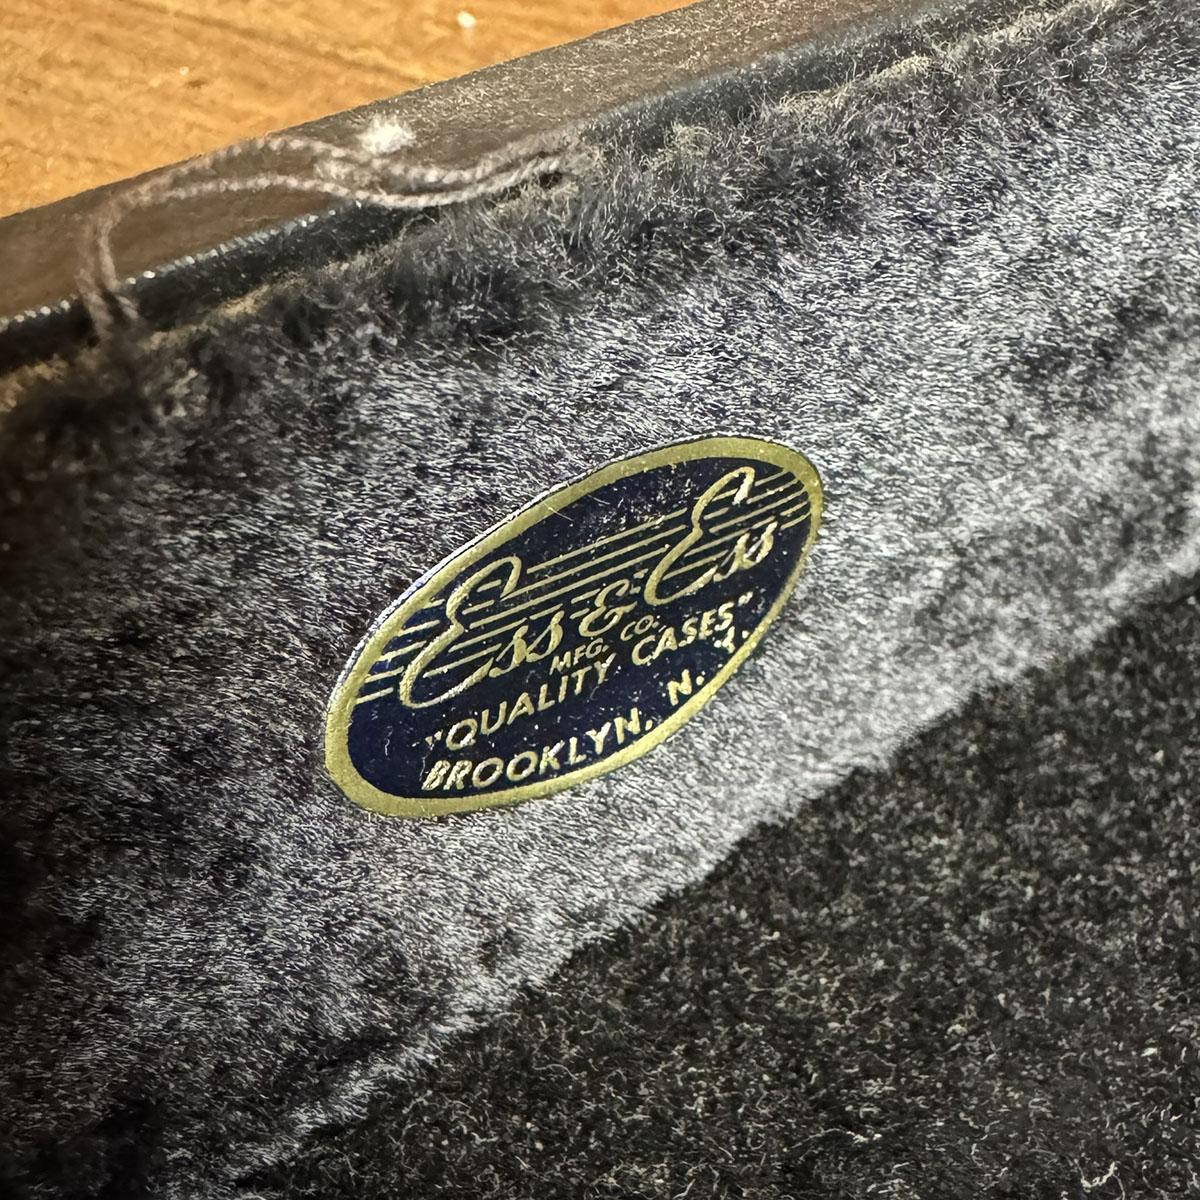 Ess & Ess
MFG. CO.
"QUALITY CASES"
BROOKLYN, N. Y.